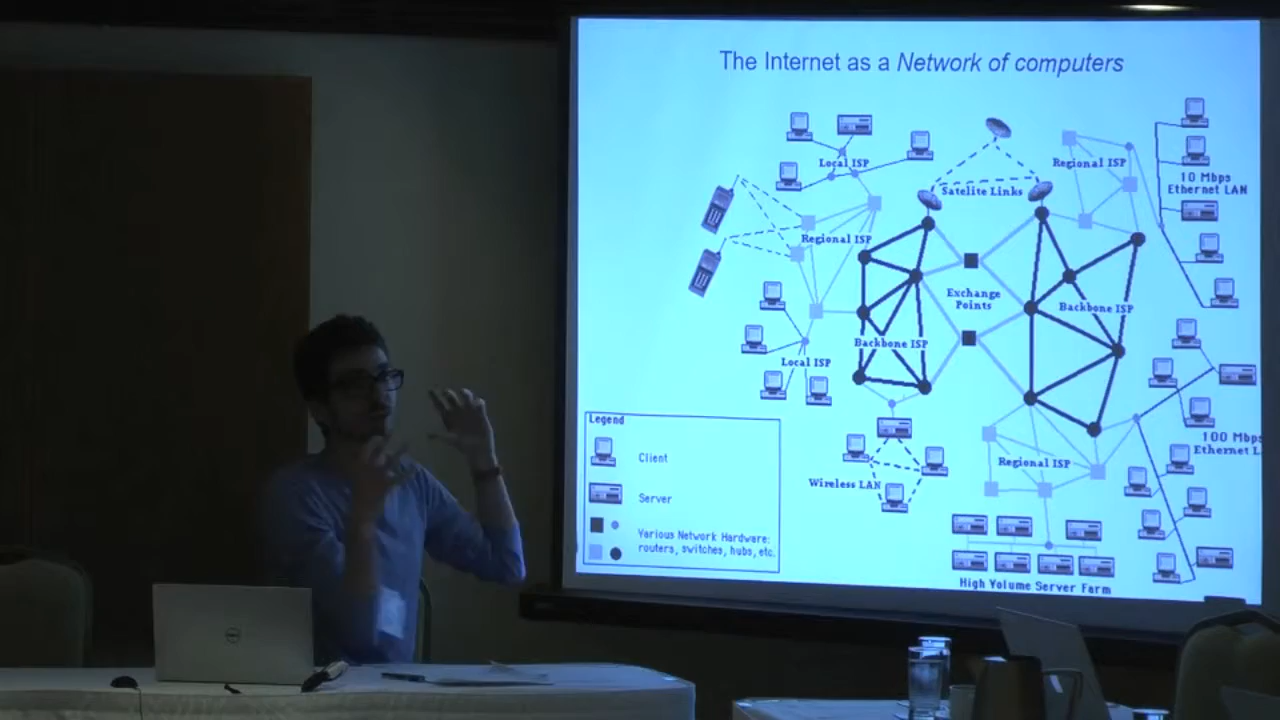 The Internet as a Network of computers
Local ISP
Regional ISP
Satelite Links
Regional ISP
10 Mbps
Ethernet LAN
Exchange
Points
Backbone ISP
Backbone ISP
Local ISP
Wireless LAN
Regional ISP
100 Mbps
Ethernet L
High Volume Server Farm
Legend
Client
Server
Various Network Hardware:
routers, switches, hubs, etc.
DELL